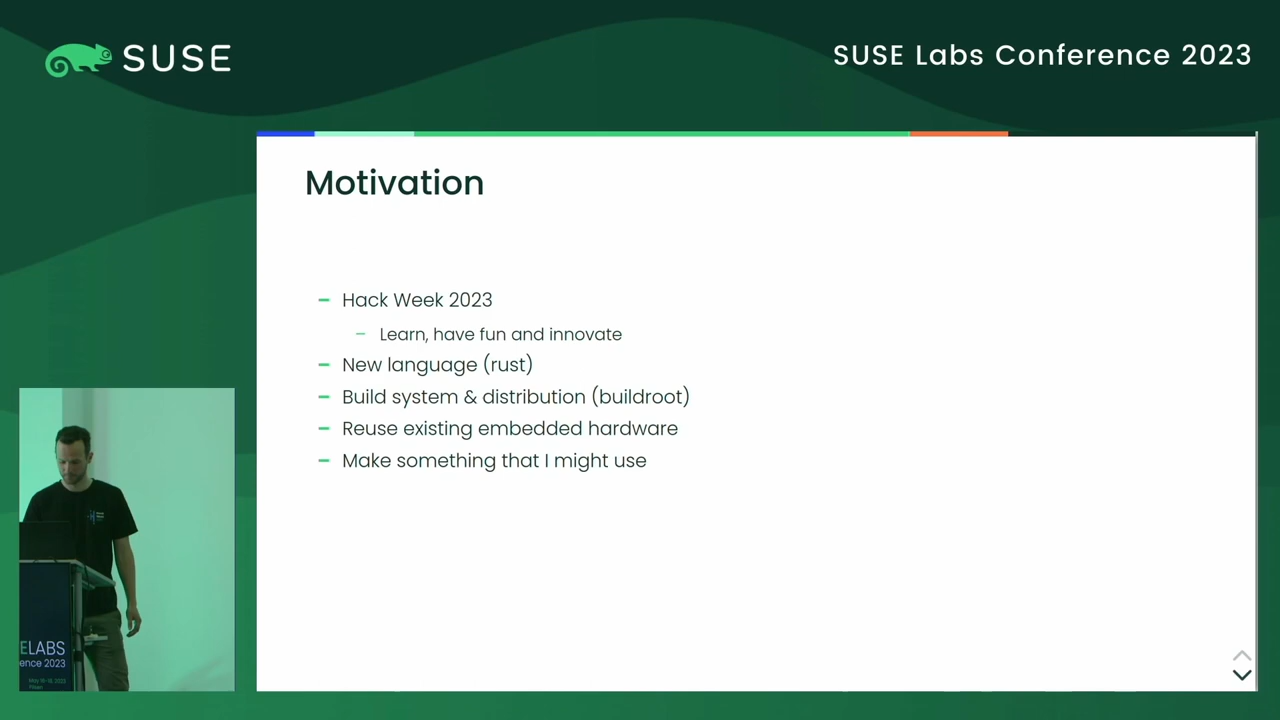 SUSE
SUSE Labs Conference 2023
Motivation
– Hack Week 2023
– Learn, have fun and innovate
– New language (rust)
– Build system & distribution (buildroot)
– Reuse existing embedded hardware
– Make something that I might use
ELABS
ence 2023